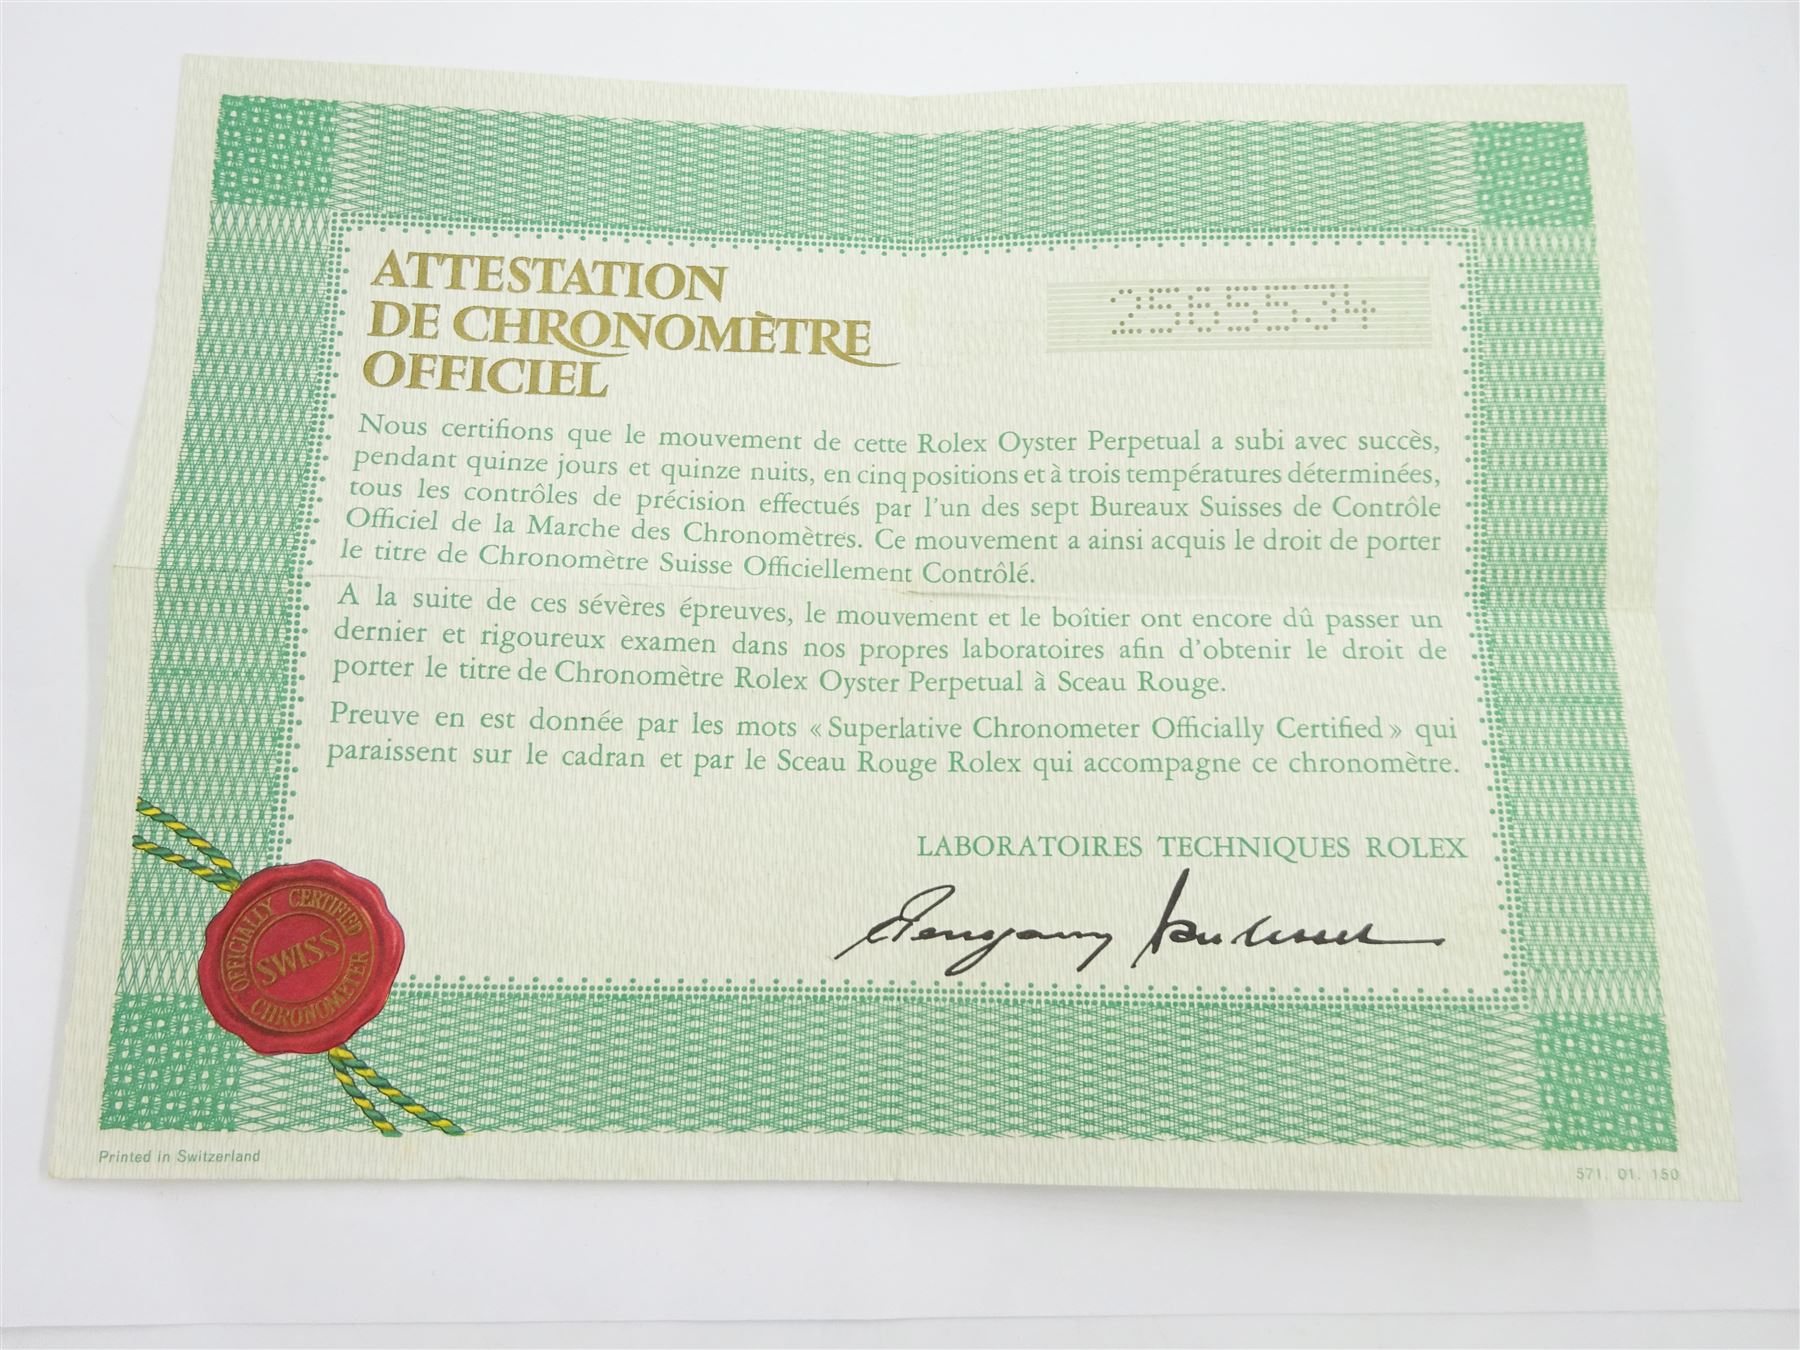 ATTESTATION
DE CHRONOMÈTRE
OFFICIEL
2565534
Nous certifions que le mouvement de cette Rolex Oyster Perpetual a subi avec succès,
pendant quinze jours et quinze nuits, en cinq positions et à trois températures déterminées,
tous les contrôles de précision effectués par l'un des sept Bureaux Suisses de Contrôle
Officiel de la Marche des Chronomètres. Ce mouvement a ainsi acquis le droit de porter
le titre de Chronomètre Suisse Officiellement Contrôlé.
A la suite de ces sévères épreuves, le mouvement et le boîtier ont encore dû passer un
dernier et rigoureux examen dans nos propres laboratoires afin d'obtenir le droit de
porter le titre de Chronomètre Rolex Oyster Perpetual à Sceau Rouge.
Preuve en est donnée par les mots « Superlative Chronometer Officially Certified » qui
paraissent sur le cadran et par le Sceau Rouge Rolex qui accompagne ce chronomètre.
LABORATOIRES TECHNIQUES ROLEX
OFFICIALLY CERTIFIED
SWISS
CHRONOMETER
Printed in Switzerland
571. 01. 150